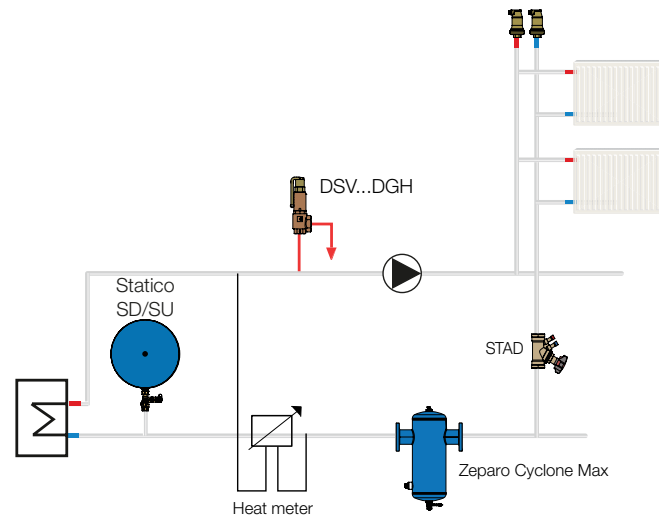 DSV...DGH
Statico
SD/SU
STAD
Zeparo Cyclone Max
Heat meter